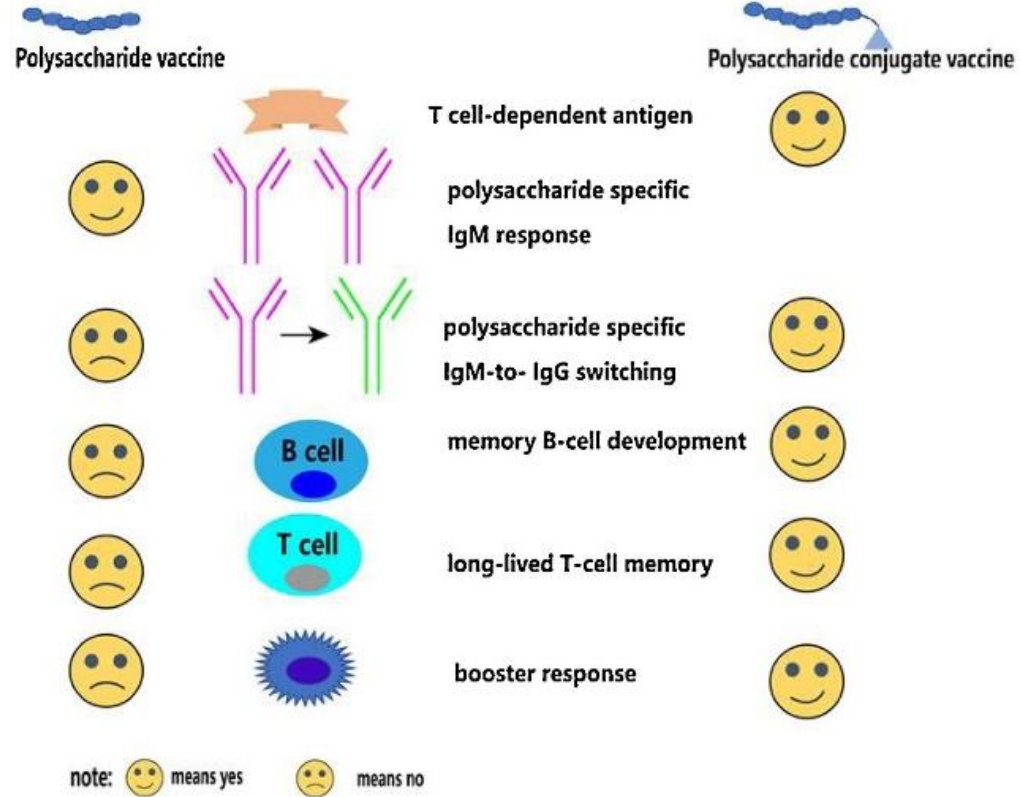 Polysaccharide vaccine
Polysaccharide conjugate vaccine
T cell-dependent antigen
polysaccharide specific
IgM response
polysaccharide specific
IgM-to- IgG switching
B cell
memory B-cell development
T cell
long-lived T-cell memory
booster response
note: means yes means no